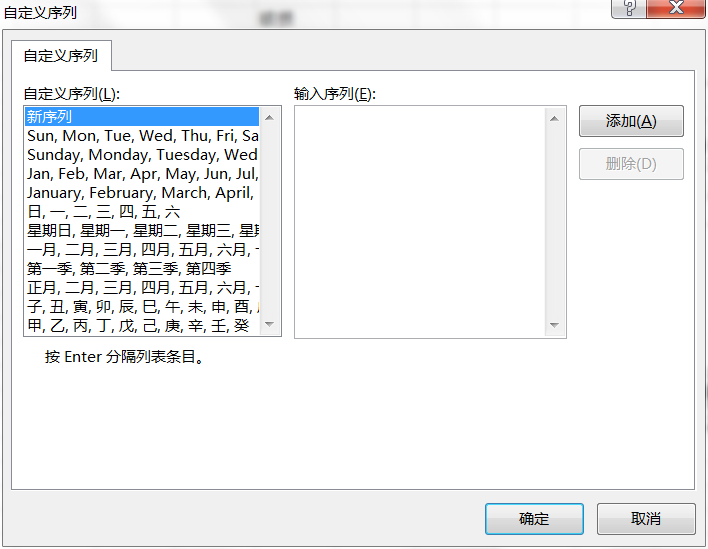 自定义序列
自定义序列
自定义序列(L):
输入序列(E):
新序列
Sun, Mon, Tue, Wed, Thu, Fri, Sa
Sunday, Monday, Tuesday, Wed
Jan, Feb, Mar, Apr, May, Jun, Jul,
January, February, March, April,
日, 一, 二, 三, 四, 五, 六
星期日, 星期一, 星期二, 星期三, 星期
一月, 二月, 三月, 四月, 五月, 六月,
第一季, 第二季, 第三季, 第四季
正月, 二月, 三月, 四月, 五月, 六月,
子, 丑, 寅, 卯, 辰, 巳, 午, 未, 申, 酉,
甲, 乙, 丙, 丁, 戊, 己, 庚, 辛, 壬, 癸
添加(A)
删除(D)
按 Enter 分隔列表条目。
确定
取消